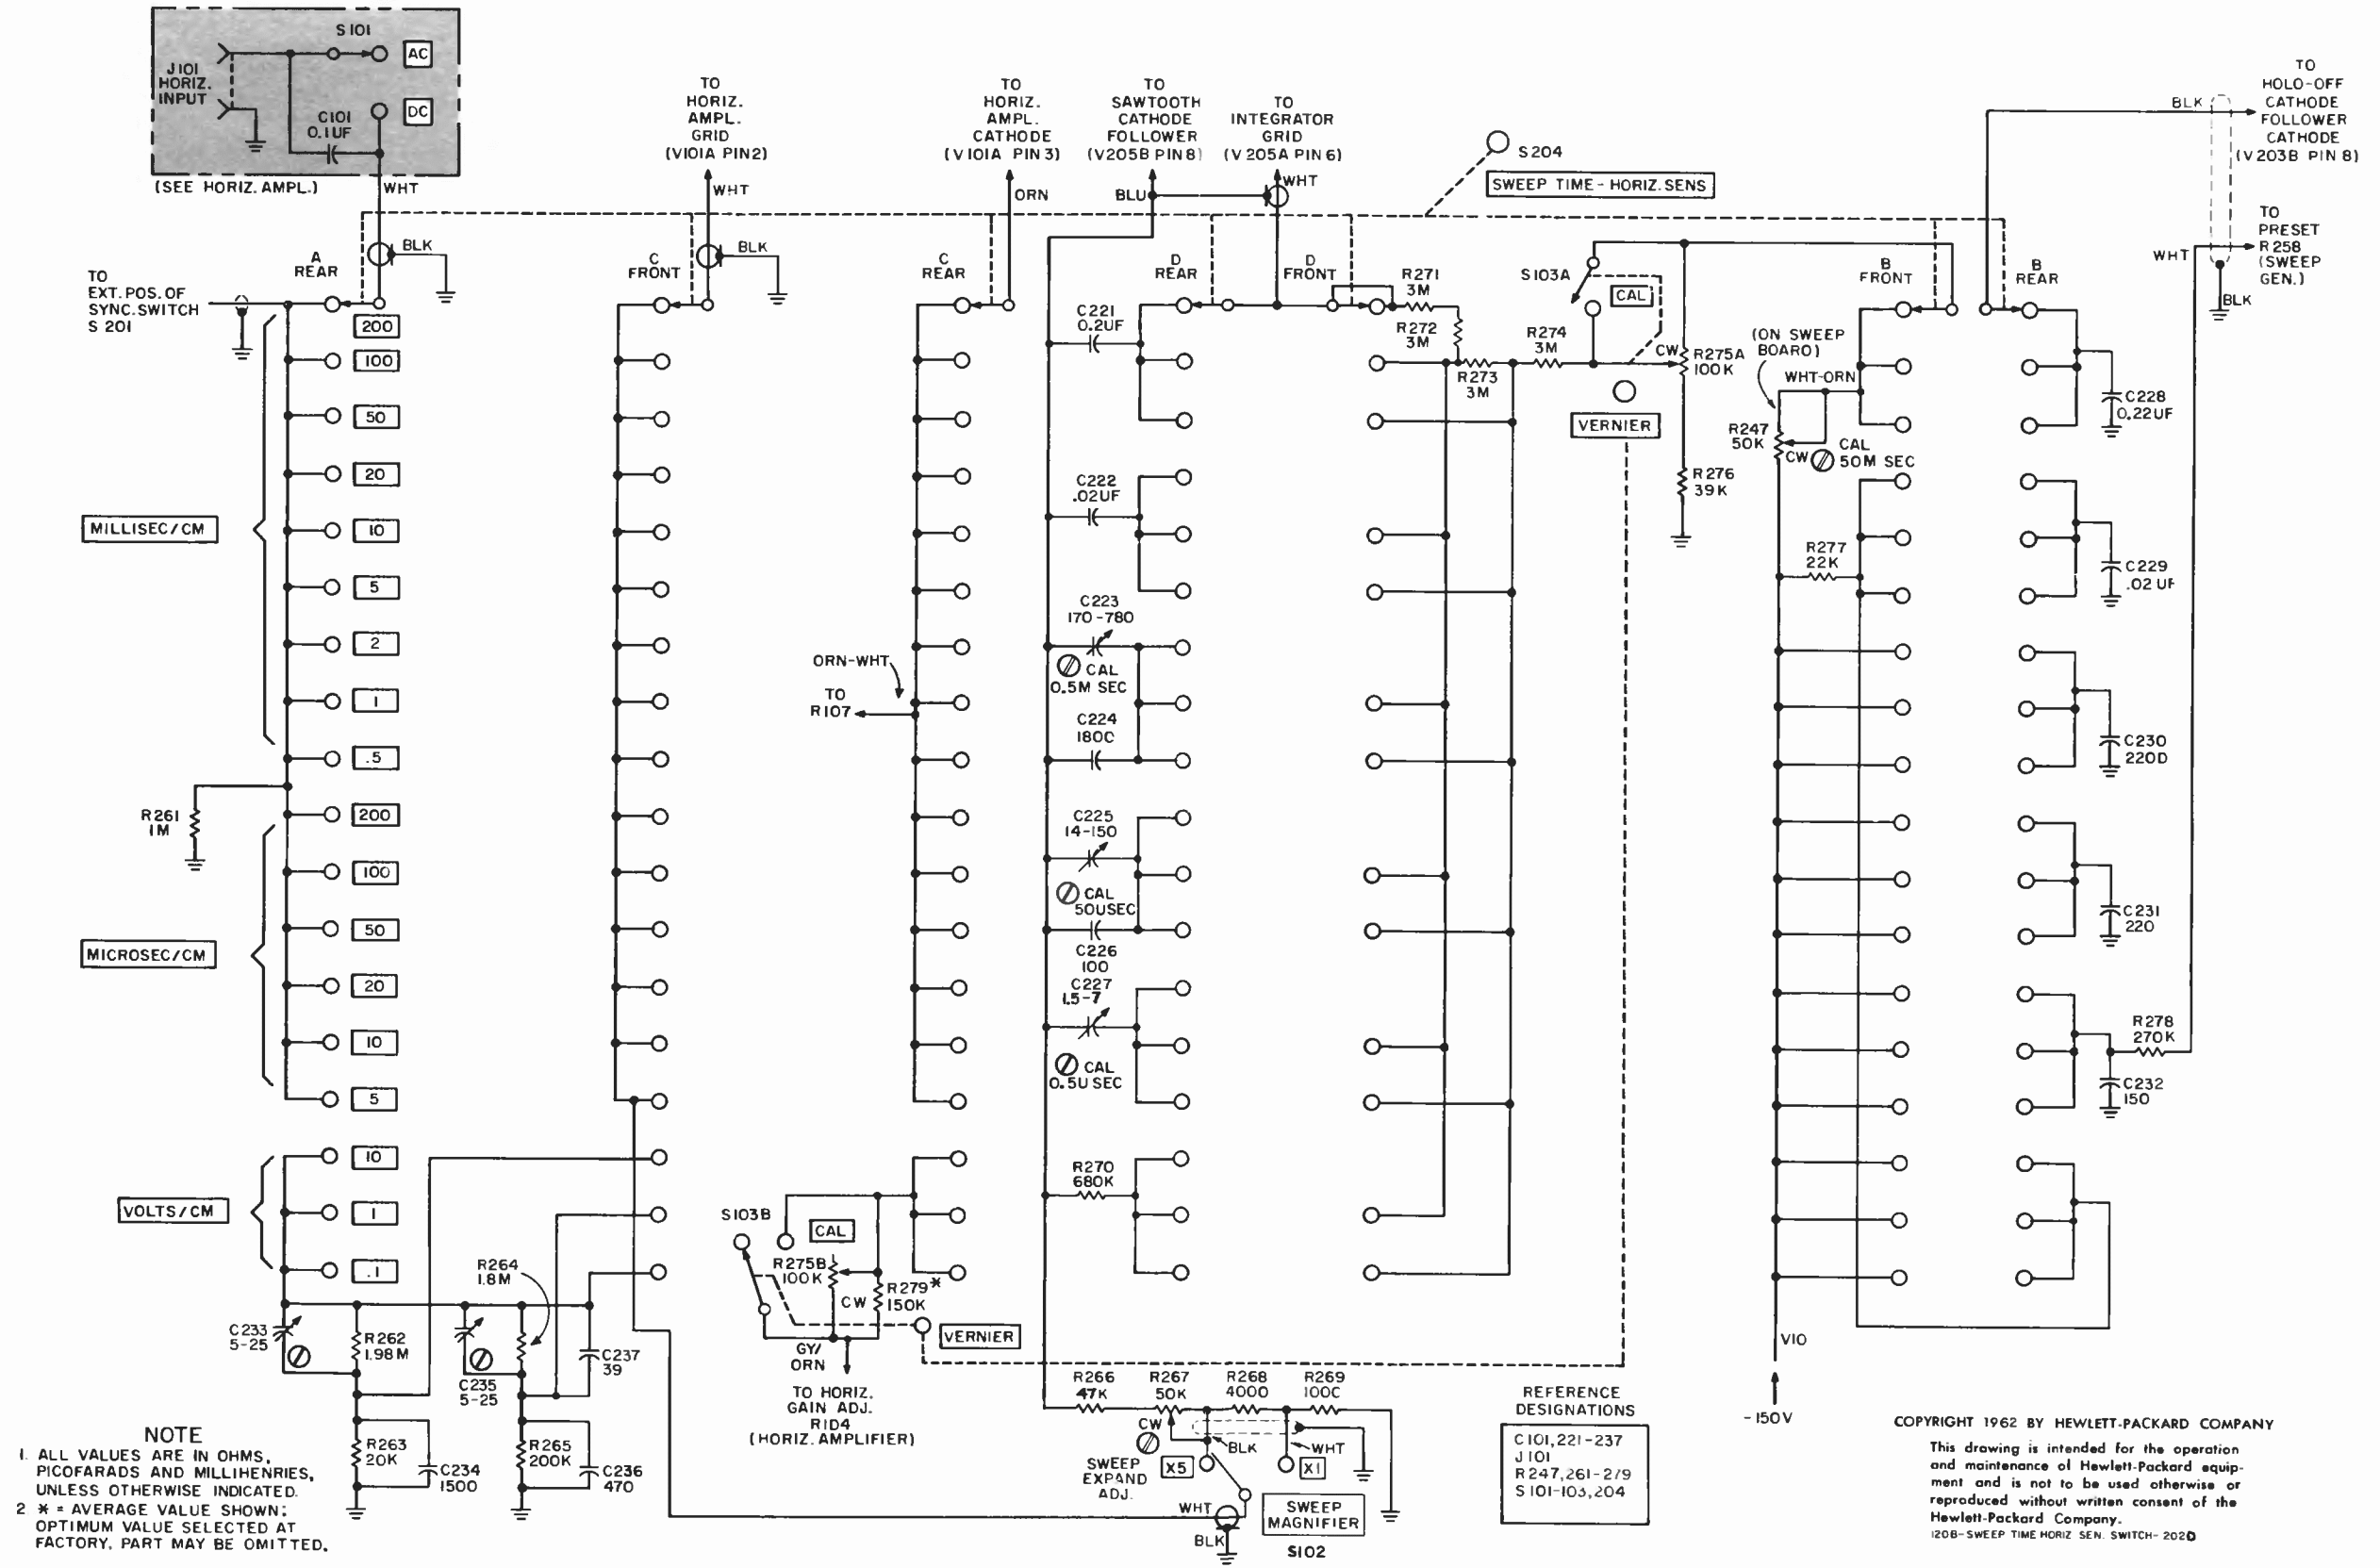 S 101
AC
J 101
HORIZ.
INPUT
DC
C101
0.1UF
(SEE HORIZ. AMPL.)
WHT
TO
HORIZ.
AMPL.
GRID
(V101A PIN2)
WHT
TO
HORIZ.
AMPL.
CATHODE
(V101A PIN 3)
ORN
TO
SAWTOOTH
CATHODE
FOLLOWER
(V205B PIN 8)
BLU
TO
INTEGRATOR
GRID
(V 205A PIN 6)
WHT
S 204
SWEEP TIME - HORIZ. SENS
TO
HOLO-OFF
CATHODE
FOLLOWER
CATHODE
(V 203B PIN 8)
BLK
TO
PRESET
R 258
(SWEEP
GEN.)
WHT
BLK
TO
EXT. POS. OF
SYNC. SWITCH
S 201
A
REAR
BLK
C
FRONT
BLK
C
REAR
D
REAR
D
FRONT
B
FRONT
B
REAR
200
100
50
20
10
5
2
1
.5
MILLISEC/CM
200
100
50
20
10
5
MICROSEC/CM
10
1
.1
VOLTS/CM
R261
1M
ORN-WHT
TO
R107
C221
0.2UF
C222
.02UF
C223
170-780
CAL
0.5M SEC
C224
180C
C225
14-150
CAL
50USEC
C226
100
C227
1.5-7
CAL
0.5U SEC
R270
680K
R271
3M
R272
3M
R273
3M
R274
3M
S103A
CAL
CW
R275A
100K
VERNIER
R276
39K
(ON SWEEP
BOARD)
WHT-ORN
R247
50K
CW
CAL
50M SEC
R277
22K
C228
0.22UF
C229
.02 UF
C230
220D
C231
220
R278
270K
C232
150
V10
-150V
S103B
CAL
R275B
100K
CW
R279*
150K
VERNIER
GY/
ORN
TO HORIZ.
GAIN ADJ.
R1D4
(HORIZ. AMPLIFIER)
R264
1.8M
C233
5-25
R262
1.98M
C235
5-25
C237
39
R263
20K
C234
1500
R265
200K
C236
470
R266
47K
R267
50K
R268
4000
R269
100C
CW
BLK
WHT
SWEEP
EXPAND
ADJ.
X5
X1
WHT
BLK
SWEEP
MAGNIFIER
S102
NOTE
1. ALL VALUES ARE IN OHMS,
PICOFARADS AND MILLIHENRIES,
UNLESS OTHERWISE INDICATED.
2 * = AVERAGE VALUE SHOWN;
OPTIMUM VALUE SELECTED AT
FACTORY, PART MAY BE OMITTED.
REFERENCE
DESIGNATIONS
C101, 221-237
J101
R247, 261-279
S 101-103, 204
COPYRIGHT 1962 BY HEWLETT-PACKARD COMPANY
This drawing is intended for the operation
and maintenance of Hewlett-Packard equip-
ment and is not to be used otherwise or
reproduced without written consent of the
Hewlett-Packard Company.
120B-SWEEP TIME HORIZ SEN. SWITCH-202D